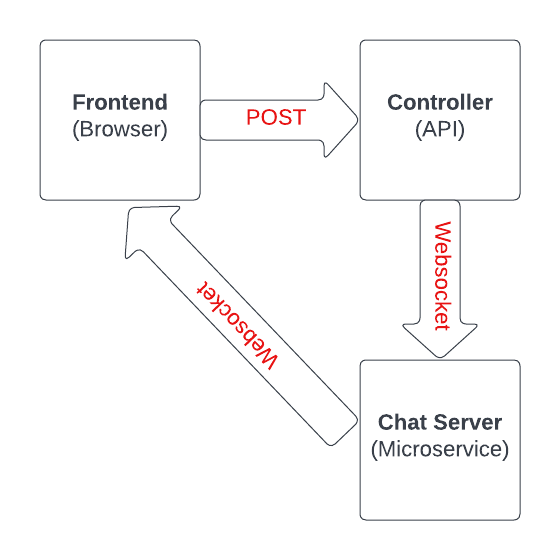 Frontend
(Browser)
POST
Controller
(API)
Websocket
Websocket
Chat Server
(Microservice)